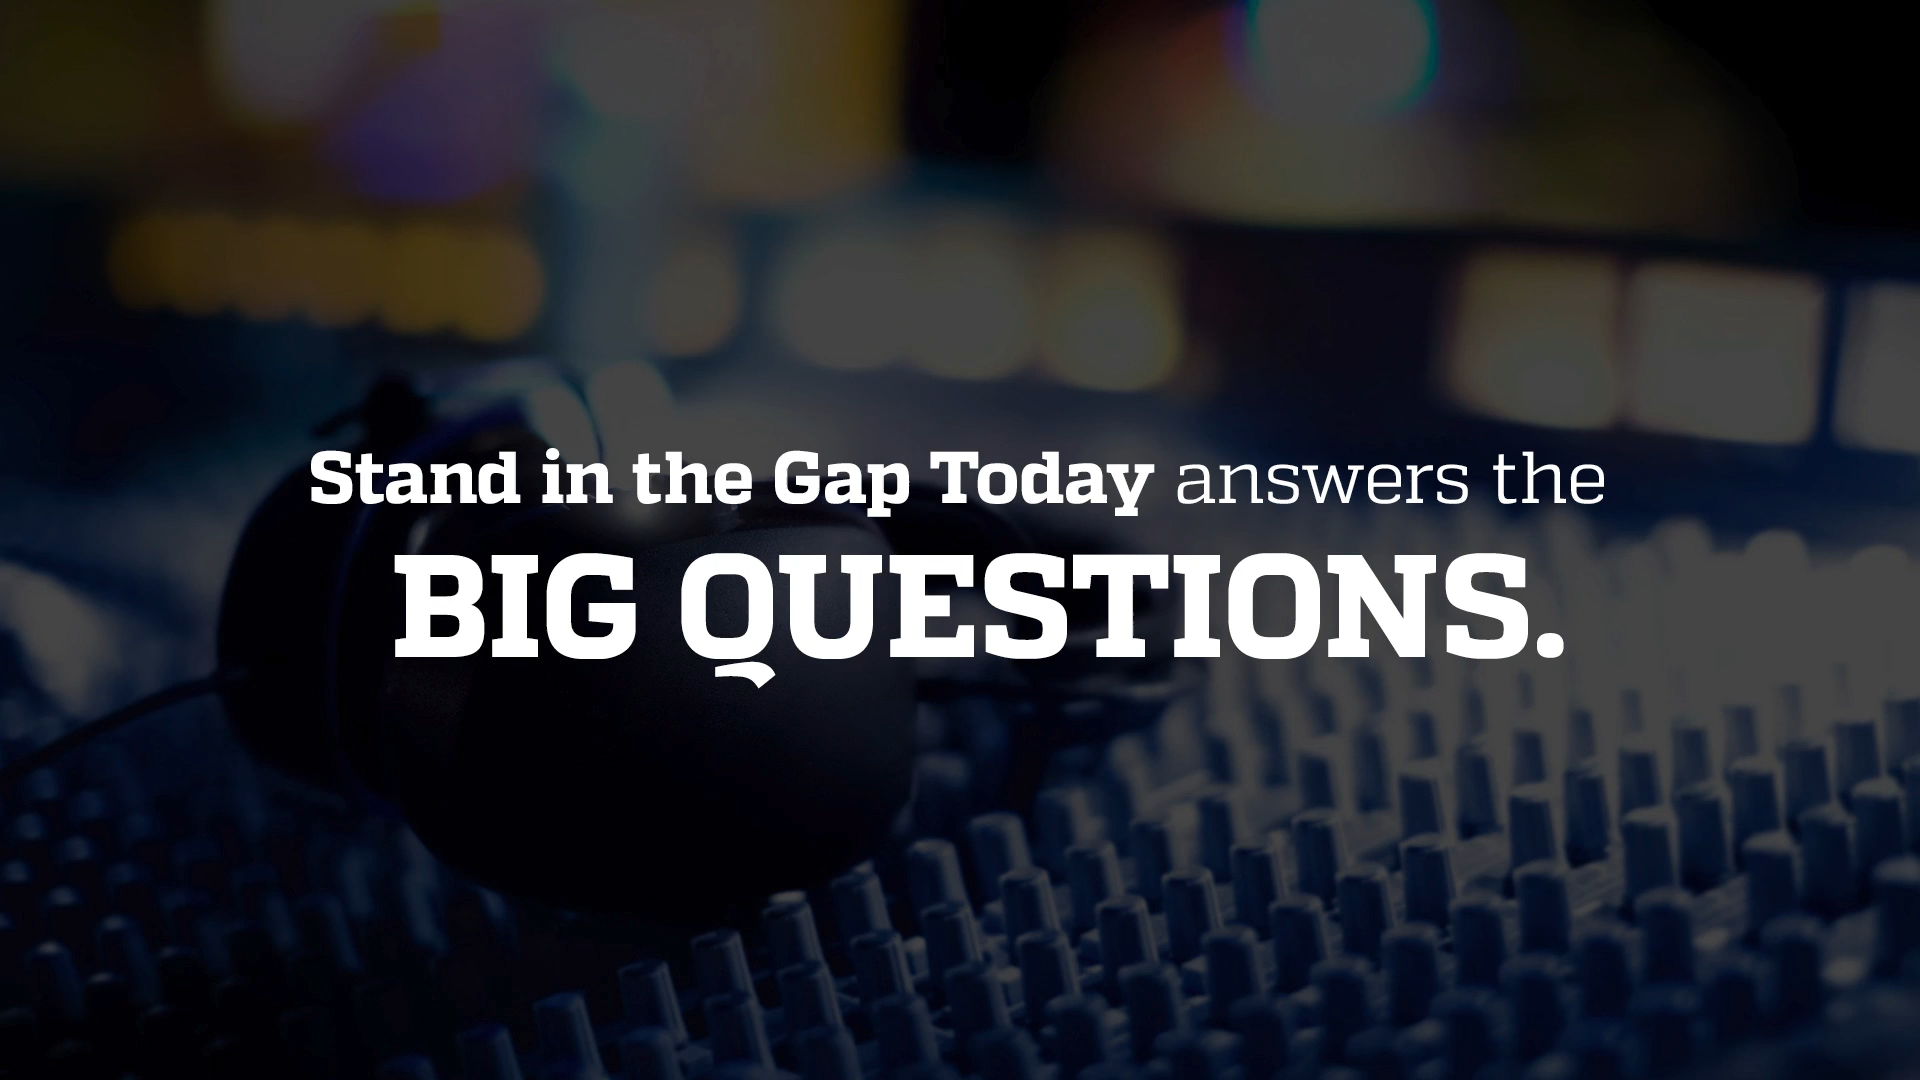 Stand in the Gap Today answers the
BIG QUESTIONS.